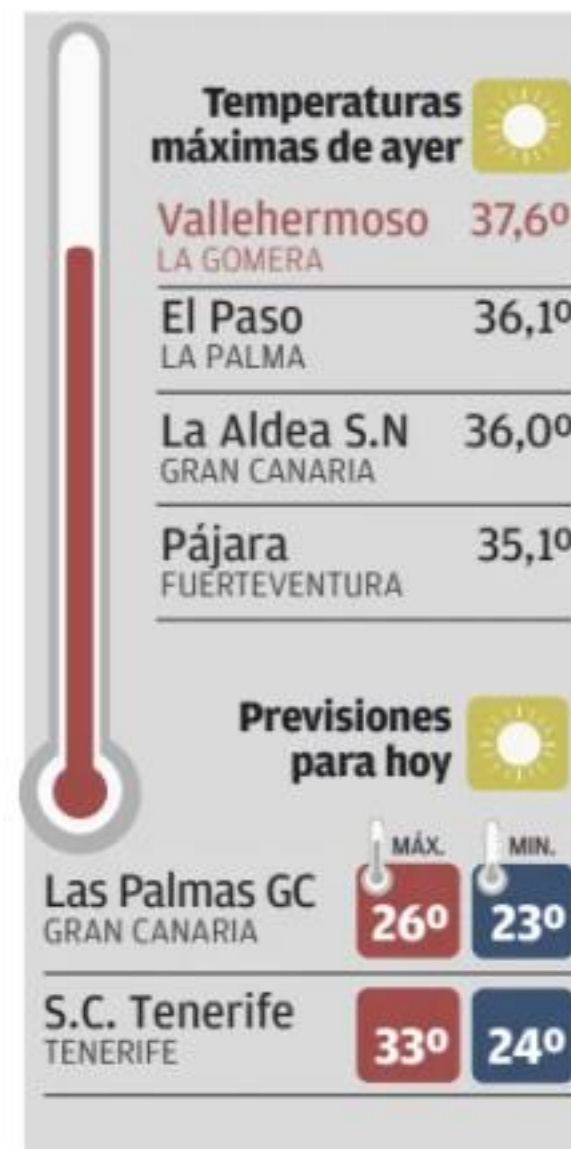 Temperaturas
máximas de ayer
Vallehermoso 37,6º
LA GOMERA
El Paso 36,1º
LA PALMA
La Aldea S.N 36,0º
GRAN CANARIA
Pájara 35,1º
FUERTEVENTURA
Previsiones
para hoy
MÁX. MIN.
Las Palmas GC 26º 23º
GRAN CANARIA
S.C. Tenerife 33º 24º
TENERIFE